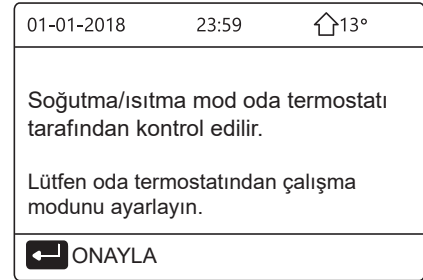 01-01-2018 23:59 13°
Soğutma/ısıtma mod oda termostatı
tarafından kontrol edilir.
Lütfen oda termostatından çalışma
modunu ayarlayın.
ONAYLA